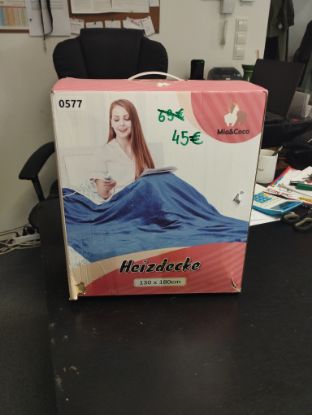 0577
69€
45€
Mia&Coco
Heizdecke
130 x 180cm